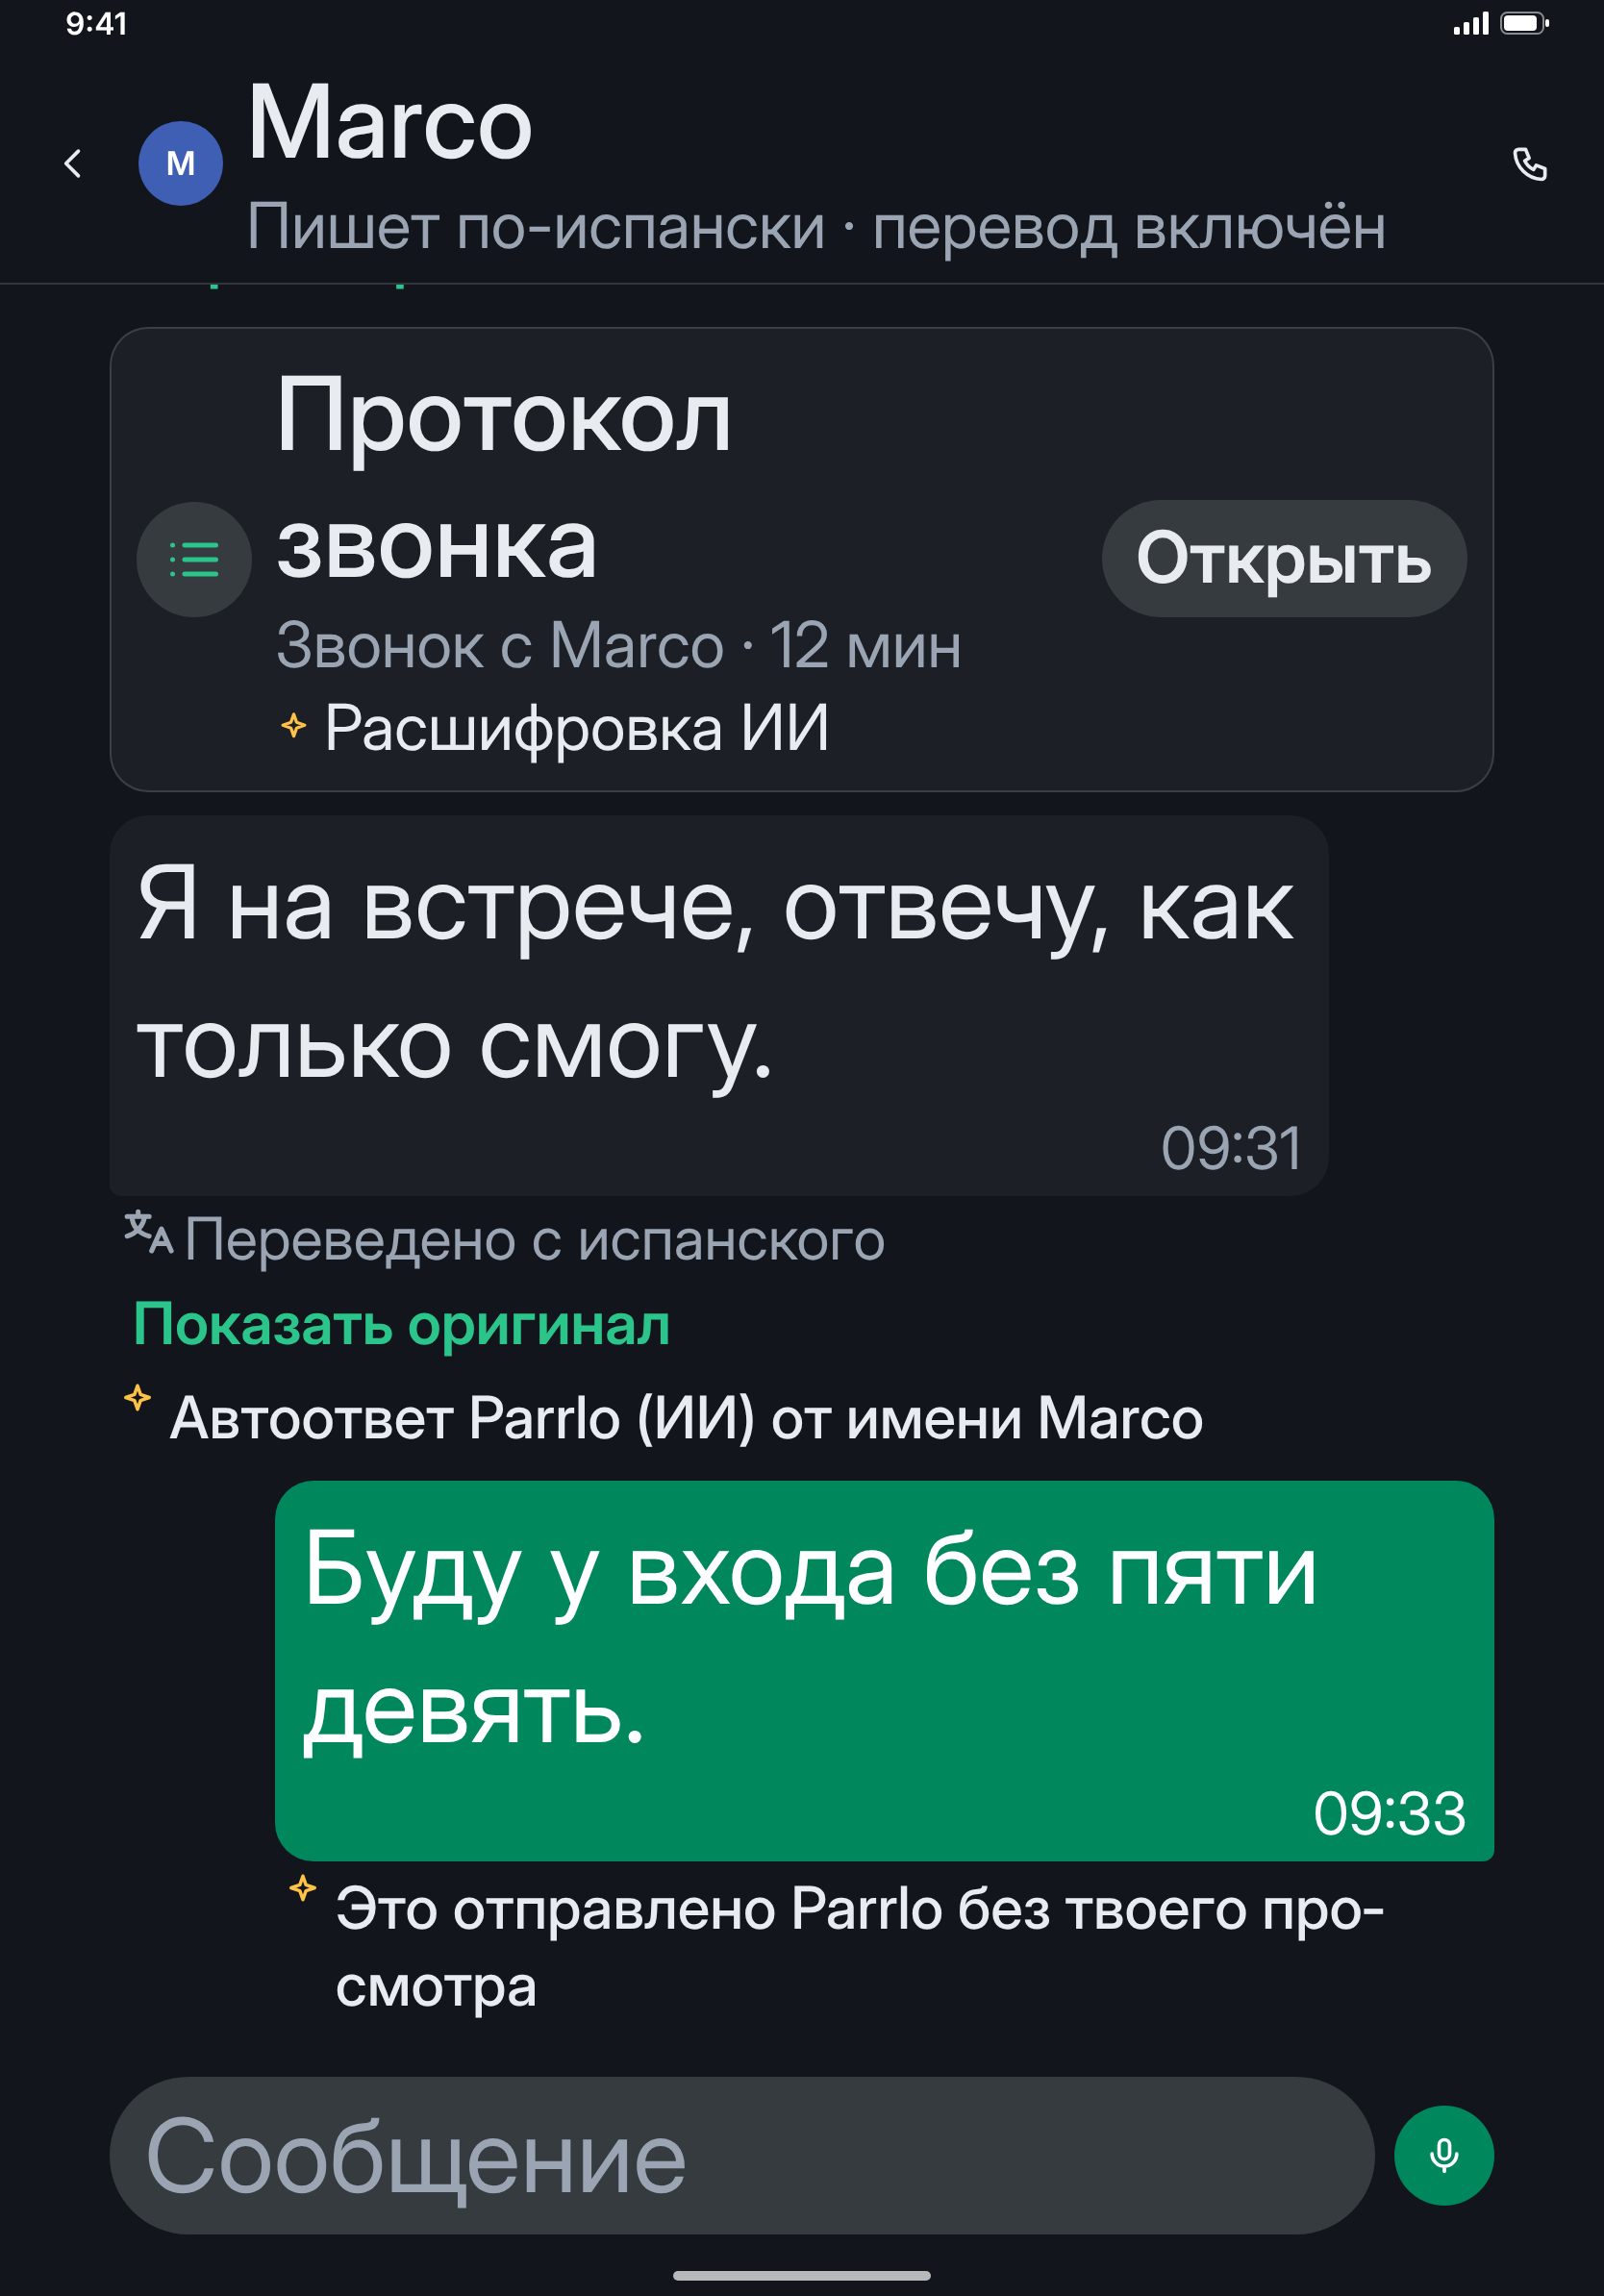 9:41
Marco
M
Пишет по-испански · перевод включён
Протокол
звонка
Открыть
Звонок с Marco · 12 мин
Расшифровка ИИ
Я на встрече, отвечу, как
только смогу.
09:31
Переведено с испанского
Показать оригинал
Автоответ Parrlo (ИИ) от имени Marco
Буду у входа без пяти
девять.
09:33
Это отправлено Parrlo без твоего про-
смотра
Сообщение